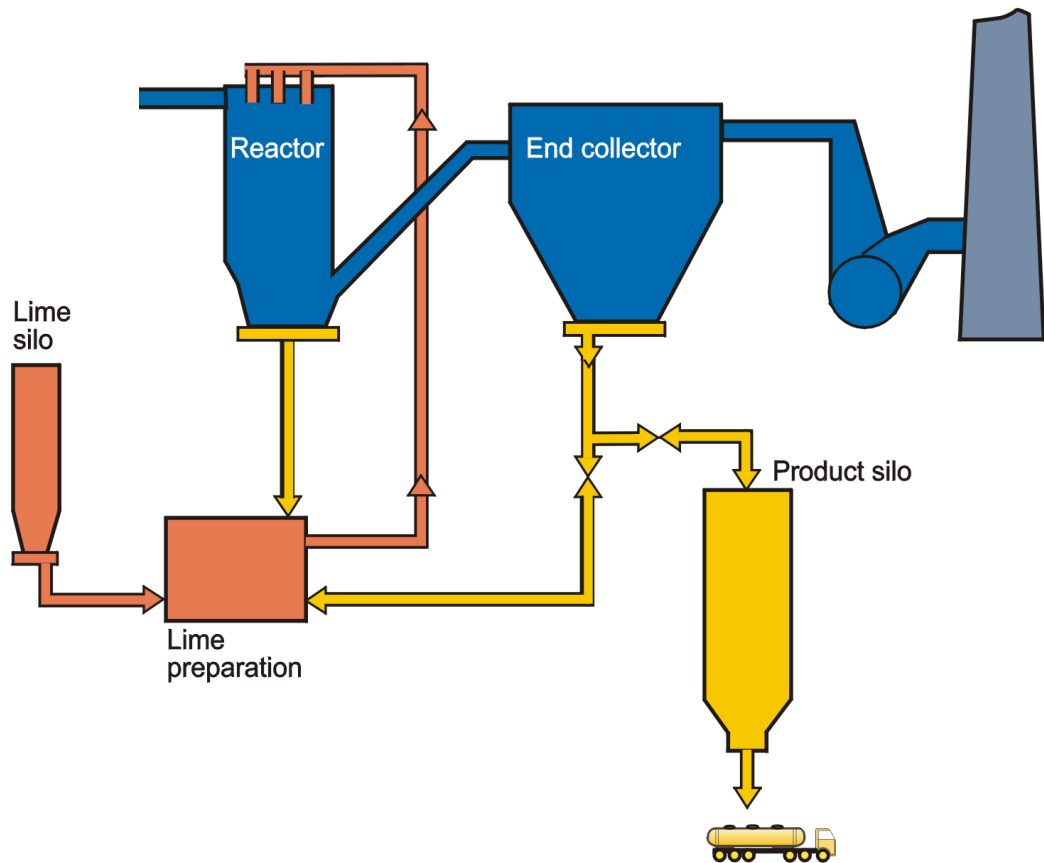 Reactor
End collector
Lime
silo
Product silo
Lime
preparation